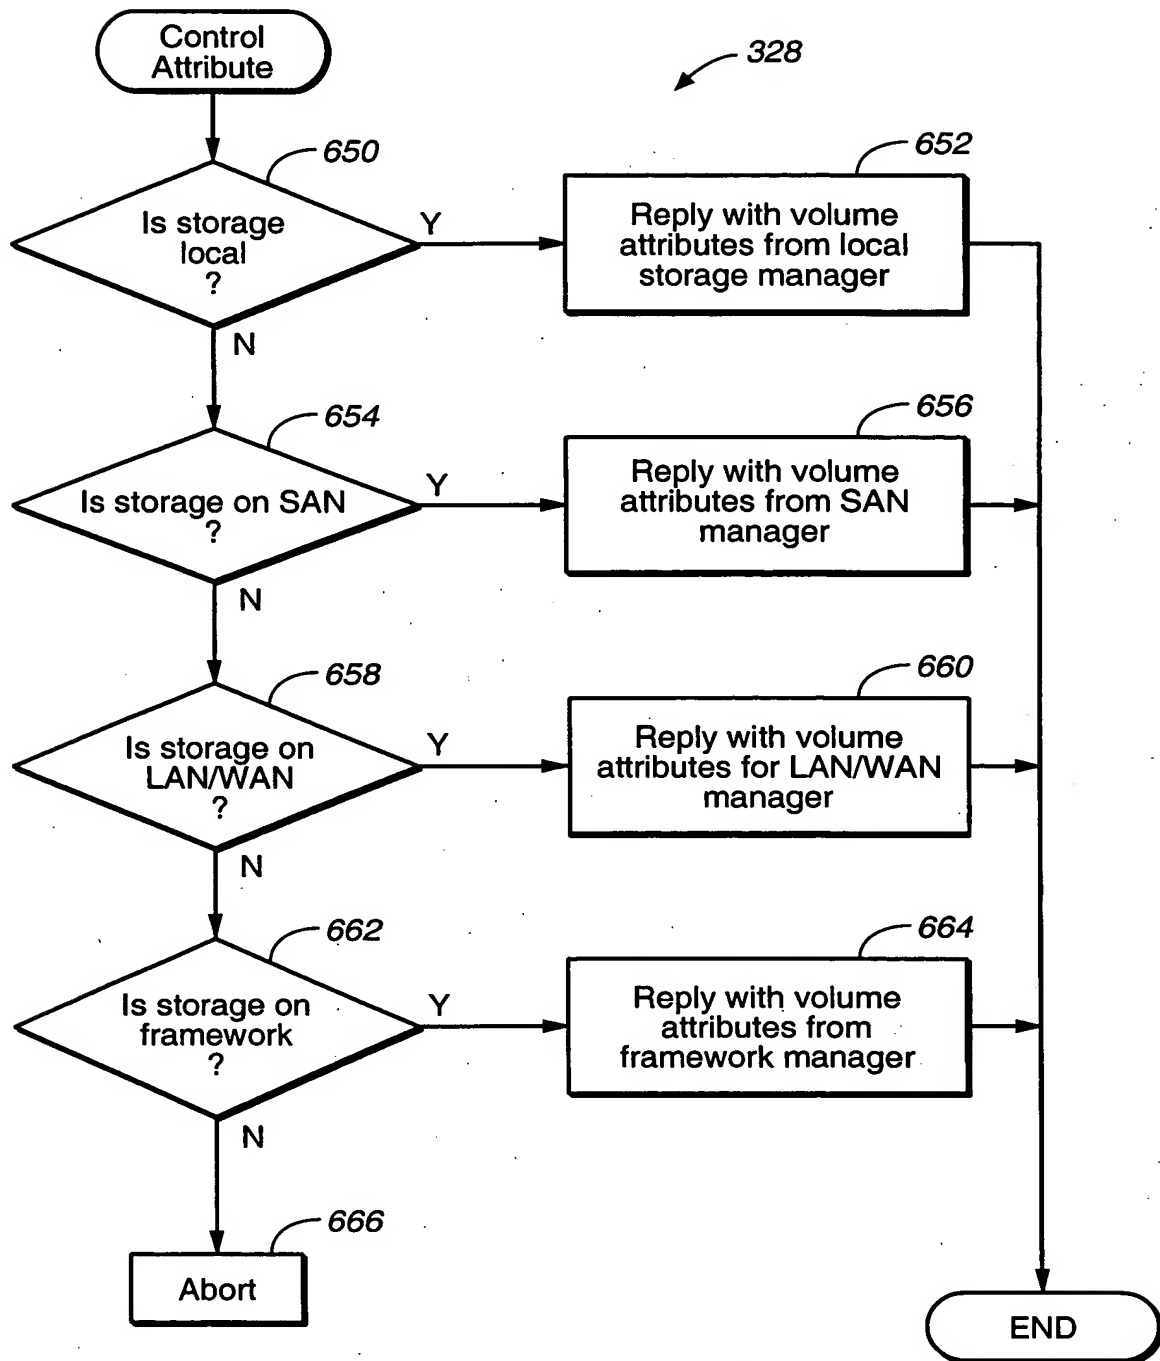 Control
Attribute
328
650
Is storage
local
?
Y
N
652
Reply with volume
attributes from local
storage manager
654
Is storage on SAN
?
Y
N
656
Reply with volume
attributes from SAN
manager
658
Is storage on
LAN/WAN
?
Y
N
660
Reply with volume
attributes for LAN/WAN
manager
662
Is storage on
framework
?
Y
N
664
Reply with volume
attributes from
framework manager
666
Abort
END